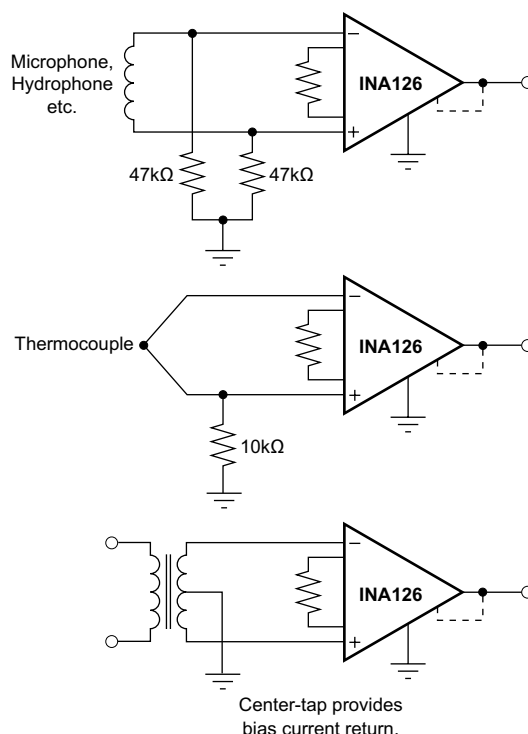 Microphone,
Hydrophone
etc.
−
INA126
+
47kΩ 47kΩ
Thermocouple
−
INA126
+
10kΩ
−
INA126
+
Center-tap provides
bias current return.